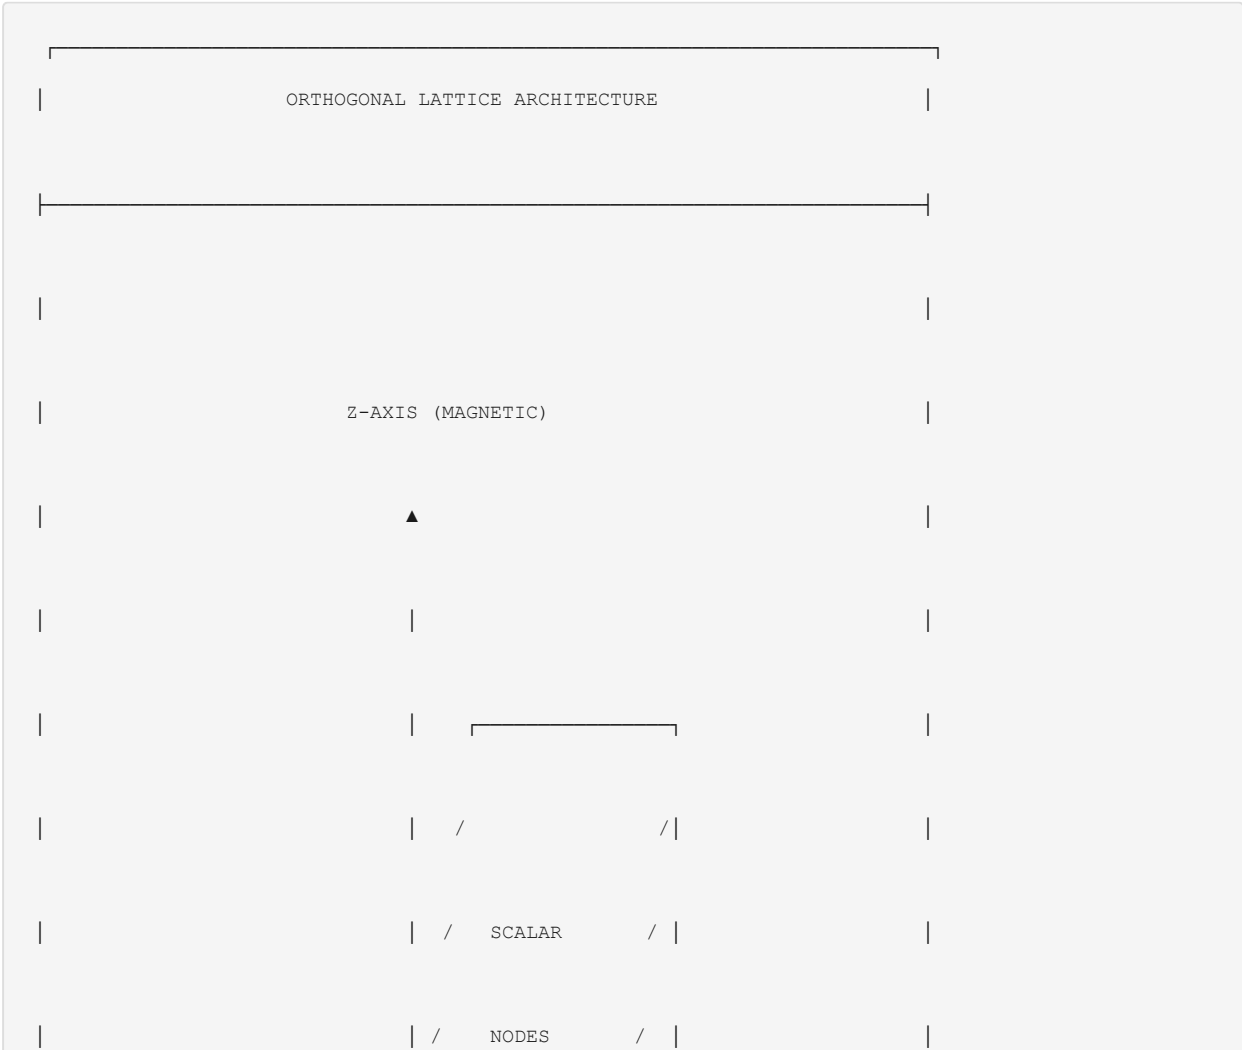 ORTHOGONAL LATTICE ARCHITECTURE
Z-AXIS (MAGNETIC)
▲
/ /
/ SCALAR /
/ NODES /